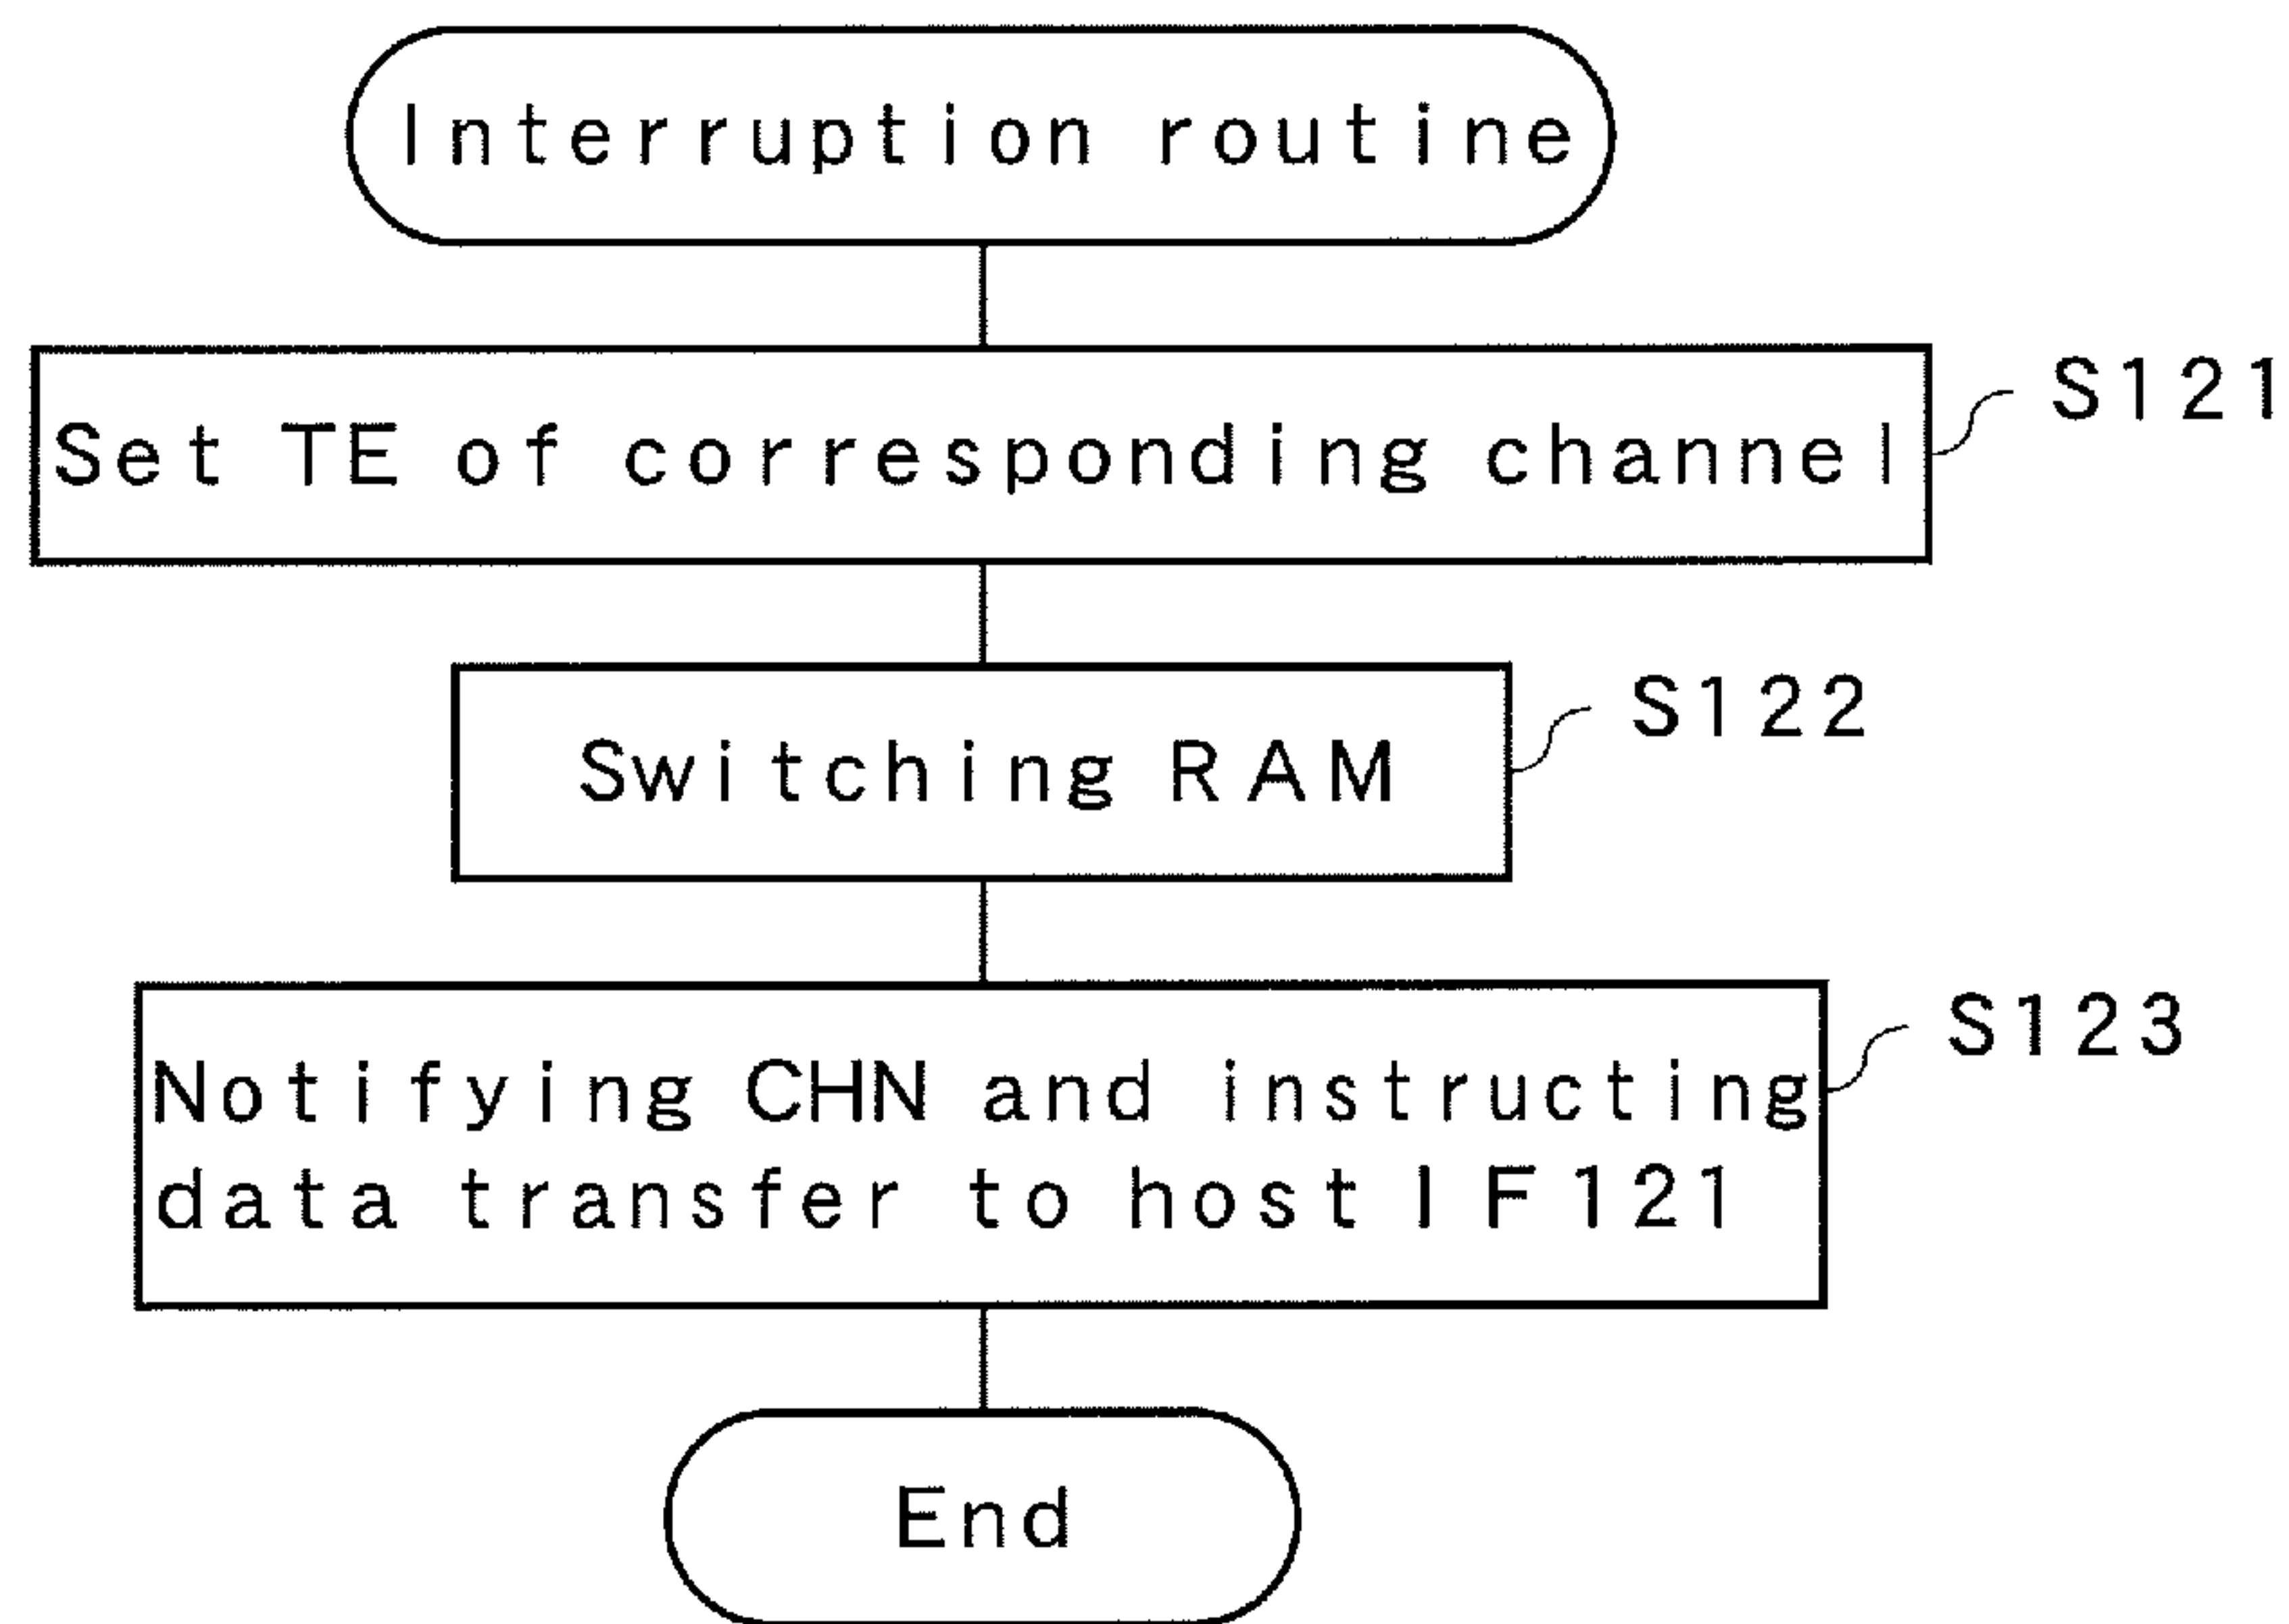 Interruption routine
Set TE of corresponding channel
S121
Switching RAM
S122
Notifying CHN and instructing
data transfer to host IF121
S123
End